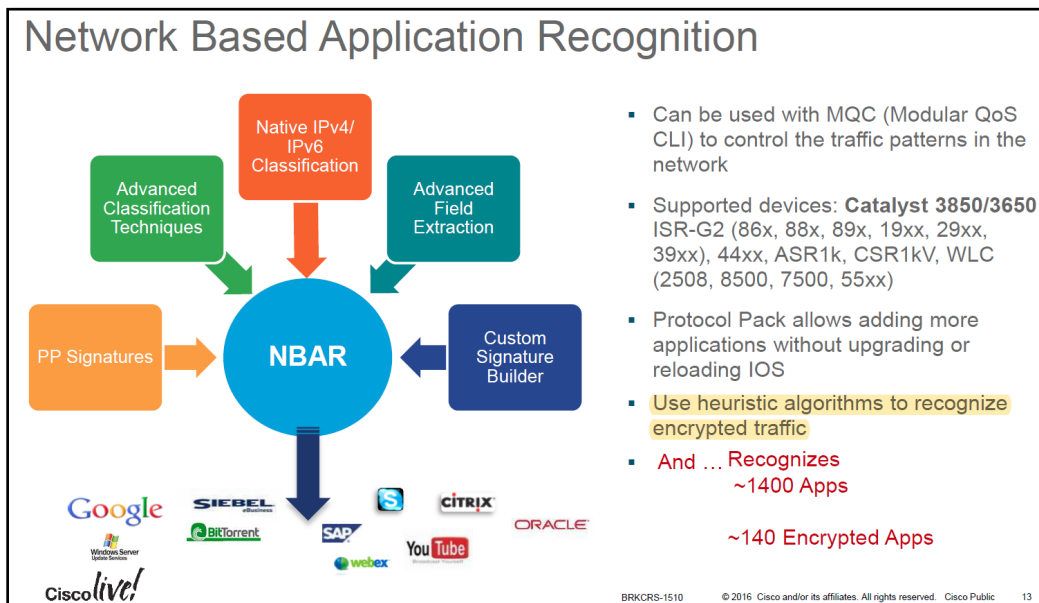 Network Based Application Recognition
Native IPv4/
IPv6
Classification
Advanced
Classification
Techniques
Advanced
Field
Extraction
PP Signatures
NBAR
Custom
Signature
Builder
▪ Can be used with MQC (Modular QoS
CLI) to control the traffic patterns in the
network
▪ Supported devices: Catalyst 3850/3650
ISR-G2 (86x, 88x, 89x, 19xx, 29xx,
39xx), 44xx, ASR1k, CSR1kV, WLC
(2508, 8500, 7500, 55xx)
▪ Protocol Pack allows adding more
applications without upgrading or
reloading IOS
▪ Use heuristic algorithms to recognize
encrypted traffic
▪ And … Recognizes
~1400 Apps
~140 Encrypted Apps
Google
SIEBEL
eBusiness
BitTorrent
Windows Server
Update Services
S
CITRIX
SAP
webex
YouTube
Broadcast Yourself
ORACLE
Cisco live!
BRKCRS-1510 © 2016 Cisco and/or its affiliates. All rights reserved. Cisco Public 13